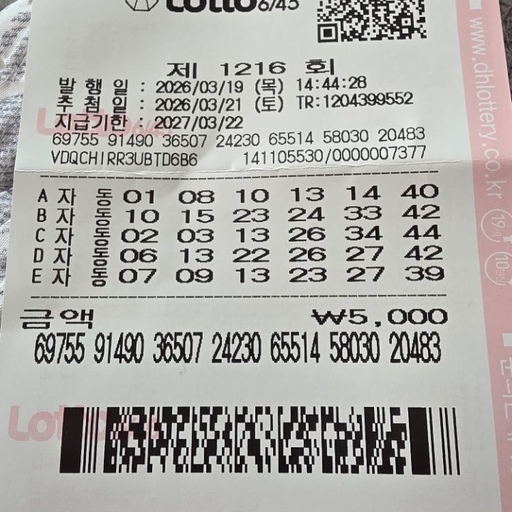 Lotto 6/45
제 1216 회
발 행 일 : 2026/03/19 (목) 14:44:28
추 첨 일 : 2026/03/21 (토) TR:1204399552
지급기한 : 2027/03/22
69755 91490 36507 24230 65514 58030 20483
VDQCHIRR3UBTD6B6 141105530/0000007377
A 자 동 01 08 10 13 14 40
B 자 동 10 15 23 24 33 42
C 자 동 02 03 13 26 34 44
D 자 동 06 13 22 26 27 42
E 자 동 07 09 13 23 27 39
금액 ₩5,000
69755 91490 36507 24230 65514 58030 20483
www.dhlottery.co.kr